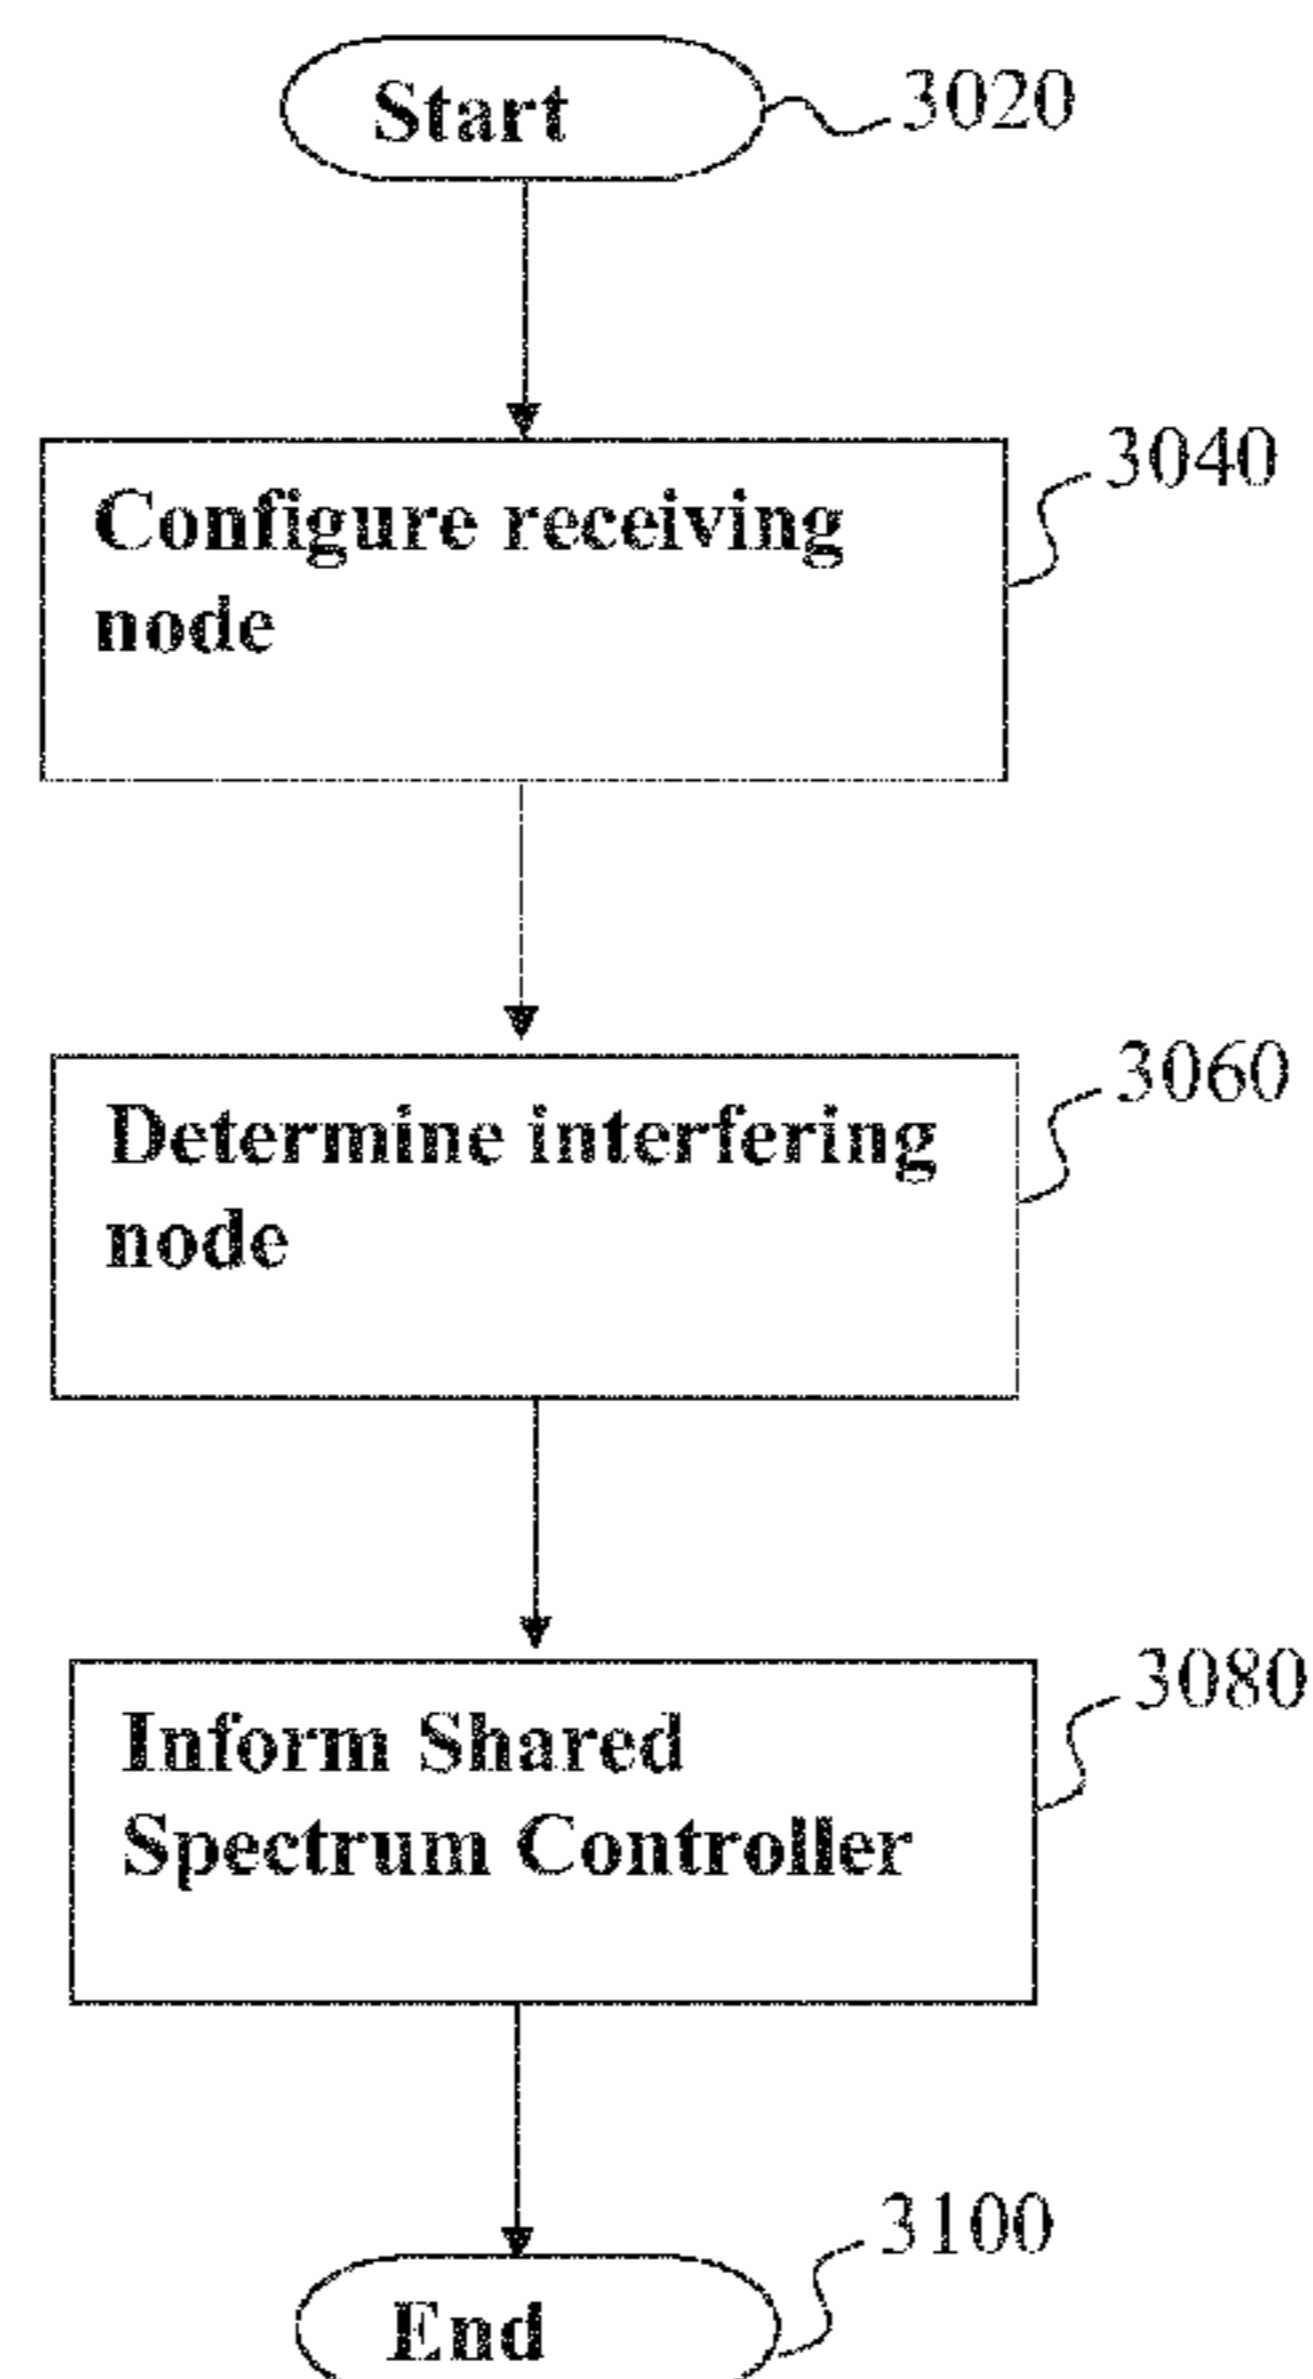 Start
3020
Configure receiving
node
3040
Determine interfering
node
3060
Inform Shared
Spectrum Controller
3080
End
3100